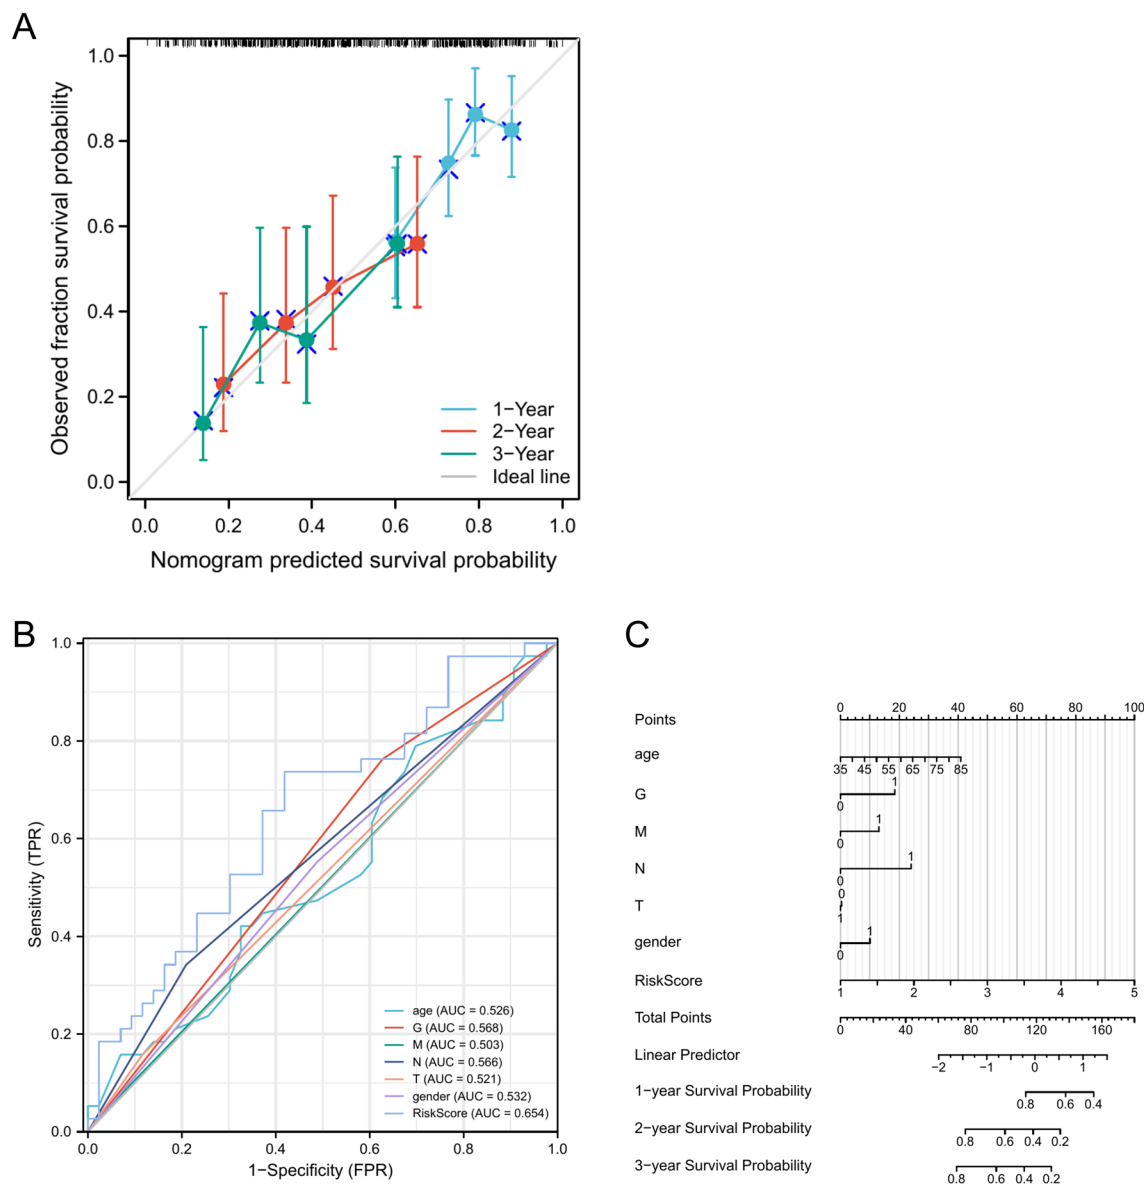 A
Observed fraction survival probability
1.0
0.8
0.6
0.4
0.2
0.0
1−Year
2−Year
3−Year
Ideal line
0.0 0.2 0.4 0.6 0.8 1.0
Nomogram predicted survival probability
B
Sensitivity (TPR)
1.0
0.8
0.6
0.4
0.2
0.0
age (AUC = 0.526)
G (AUC = 0.568)
M (AUC = 0.503)
N (AUC = 0.566)
T (AUC = 0.521)
gender (AUC = 0.532)
RiskScore (AUC = 0.654)
0.0 0.2 0.4 0.6 0.8 1.0
1−Specificity (FPR)
C
Points 0 20 40 60 80 100
age
35 45 55 65 75 85
G
1
0
M
1
0
N
1
0
T
0
1
gender
1
0
RiskScore
1 2 3 4 5
Total Points
0 40 80 120 160
Linear Predictor
−2 −1 0 1
1−year Survival Probability
0.8 0.6 0.4
2−year Survival Probability
0.8 0.6 0.4 0.2
3−year Survival Probability
0.8 0.6 0.4 0.2